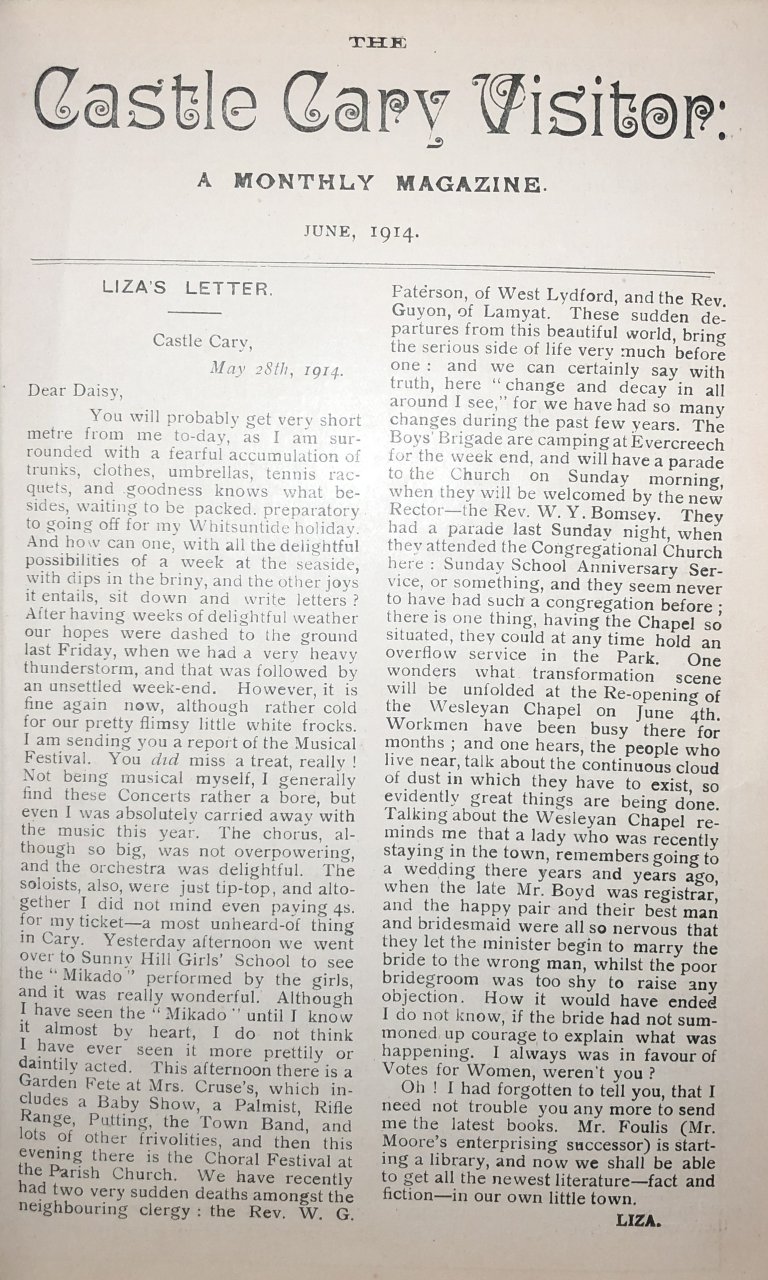 THE
Castle Cary Visitor:
A MONTHLY MAGAZINE.
JUNE, 1914.
LIZA'S LETTER.
Castle Cary,
May 28th, 1914.
Dear Daisy,
You will probably get very short
metre from me to-day, as I am sur-
rounded with a fearful accumulation of
trunks, clothes, umbrellas, tennis rac-
quets, and goodness knows what be-
sides, waiting to be packed. preparatory
to going off for my Whitsuntide holiday.
And how can one, with all the delightful
possibilities of a week at the seaside,
with dips in the briny, and the other joys
it entails, sit down and write letters ?
After having weeks of delightful weather
our hopes were dashed to the ground
last Friday, when we had a very heavy
thunderstorm, and that was followed by
an unsettled week-end. However, it is
fine again now, although rather cold
for our pretty flimsy little white frocks.
I am sending you a report of the Musical
Festival. You did miss a treat, really !
Not being musical myself, I generally
find these Concerts rather a bore, but
even I was absolutely carried away with
the music this year. The chorus, al-
though so big, was not overpowering,
and the orchestra was delightful. The
soloists, also, were just tip-top, and alto-
gether I did not mind even paying 4s.
for my ticket—a most unheard-of thing
in Cary. Yesterday afternoon we went
over to Sunny Hill Girls' School to see
the "Mikado" performed by the girls,
and it was really wonderful. Although
I have seen the "Mikado" until I know
it almost by heart, I do not think
I have ever seen it more prettily or
daintily acted. This afternoon there is a
Garden Fete at Mrs. Cruse's, which in-
cludes a Baby Show, a Palmist, Rifle
Range, Putting, the Town Band, and
lots of other frivolities, and then this
evening there is the Choral Festival at
the Parish Church. We have recently
had two very sudden deaths amongst the
neighbouring clergy : the Rev. W. G.
Paterson, of West Lydford, and the Rev.
Guyon, of Lamyat. These sudden de-
partures from this beautiful world, bring
the serious side of life very much before
one : and we can certainly say with
truth, here "change and decay in all
around I see," for we have had so many
changes during the past few years. The
Boys' Brigade are camping at Evercreech
for the week end, and will have a parade
to the Church on Sunday morning,
when they will be welcomed by the new
Rector—the Rev. W. Y. Bomsey. They
had a parade last Sunday night, when
they attended the Congregational Church
here : Sunday School Anniversary Ser-
vice, or something, and they seem never
to have had such a congregation before ;
there is one thing, having the Chapel so
situated, they could at any time hold an
overflow service in the Park. One
wonders what transformation scene
will be unfolded at the Re-opening of
the Wesleyan Chapel on June 4th.
Workmen have been busy there for
months ; and one hears, the people who
live near, talk about the continuous cloud
of dust in which they have to exist, so
evidently great things are being done.
Talking about the Wesleyan Chapel re-
minds me that a lady who was recently
staying in the town, remembers going to
a wedding there years and years ago,
when the late Mr. Boyd was registrar,
and the happy pair and their best man
and bridesmaid were all so nervous that
they let the minister begin to marry the
bride to the wrong man, whilst the poor
bridegroom was too shy to raise any
objection. How it would have ended
I do not know, if the bride had not sum-
moned up courage to explain what was
happening. I always was in favour of
Votes for Women, weren't you ?
Oh ! I had forgotten to tell you, that I
need not trouble you any more to send
me the latest books. Mr. Foulis (Mr.
Moore's enterprising successor) is start-
ing a library, and now we shall be able
to get all the newest literature—fact and
fiction—in our own little town.
LIZA.